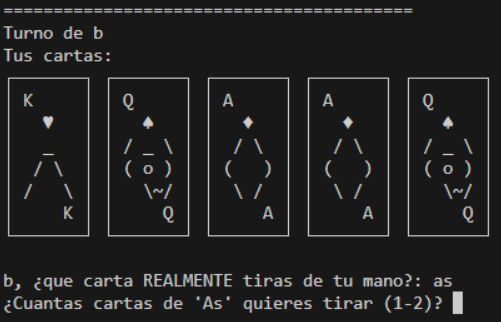 =========================================
Turno de b
Tus cartas:
K Q A A Q
♥ ♠ ♦ ♦ ♠
_ / _ \ / \ / \ / _ \
/ \ ( o ) ( ) ( ) ( o )
/ \ \~/ \ / \ / \~/
K Q A A Q
b, ¿que carta REALMENTE tiras de tu mano?: as
¿Cuantas cartas de 'As' quieres tirar (1-2)?